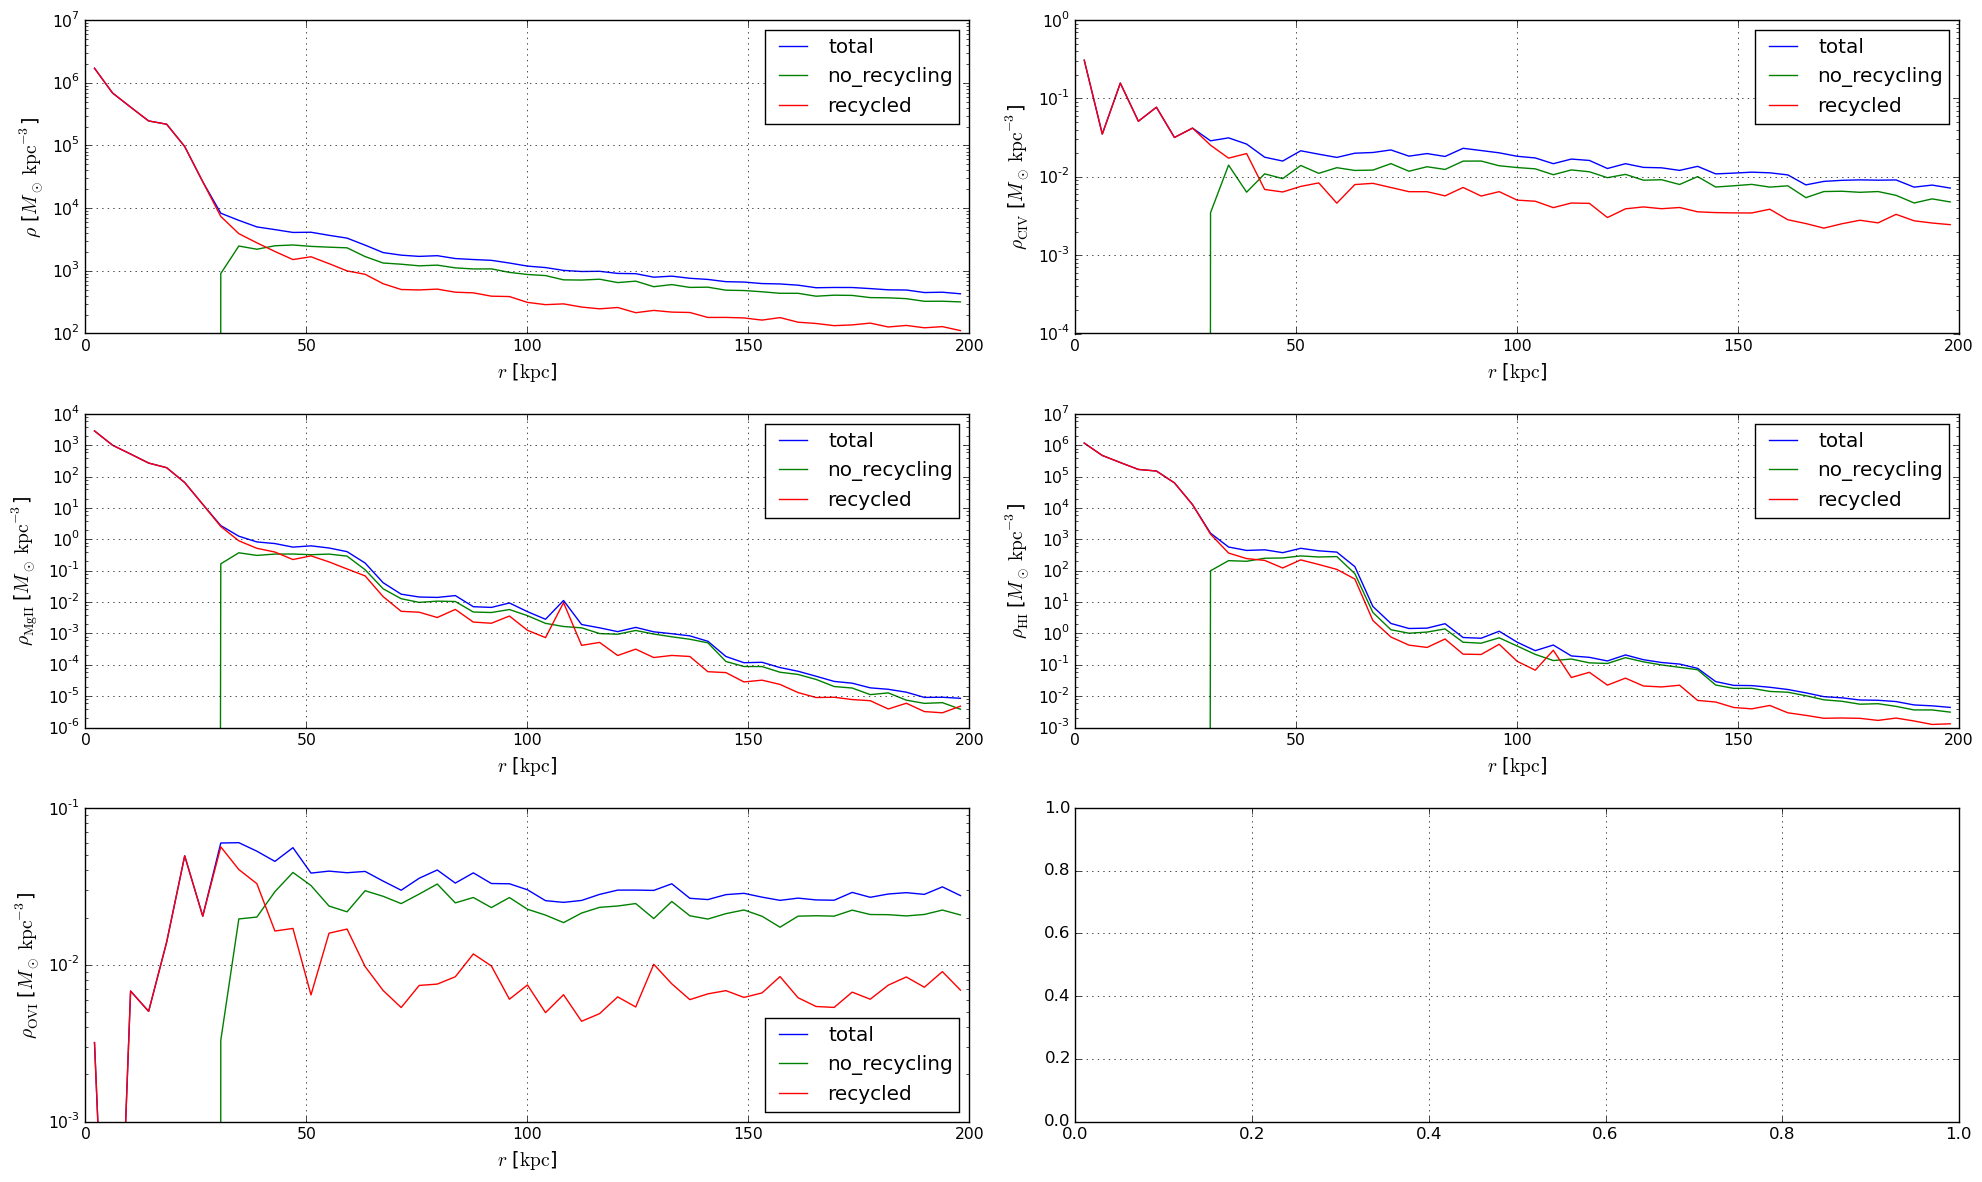 10^7
10^6
10^5
10^4
10^3
10^2
0 50 100 150 200
ρ [M⊙ kpc^−3]
r [kpc]
total
no_recycling
recycled
10^0
10^-1
10^-2
10^-3
10^-4
0 50 100 150 200
ρCIV [M⊙ kpc^−3]
r [kpc]
total
no_recycling
recycled
10^4
10^3
10^2
10^1
10^0
10^-1
10^-2
10^-3
10^-4
10^-5
10^-6
0 50 100 150 200
ρMgII [M⊙ kpc^−3]
r [kpc]
total
no_recycling
recycled
10^7
10^6
10^5
10^4
10^3
10^2
10^1
10^0
10^-1
10^-2
10^-3
0 50 100 150 200
ρHI [M⊙ kpc^−3]
r [kpc]
total
no_recycling
recycled
10^-1
10^-2
10^-3
0 50 100 150 200
ρOVI [M⊙ kpc^−3]
r [kpc]
total
no_recycling
recycled
1.0
0.8
0.6
0.4
0.2
0.0
0.0 0.2 0.4 0.6 0.8 1.0